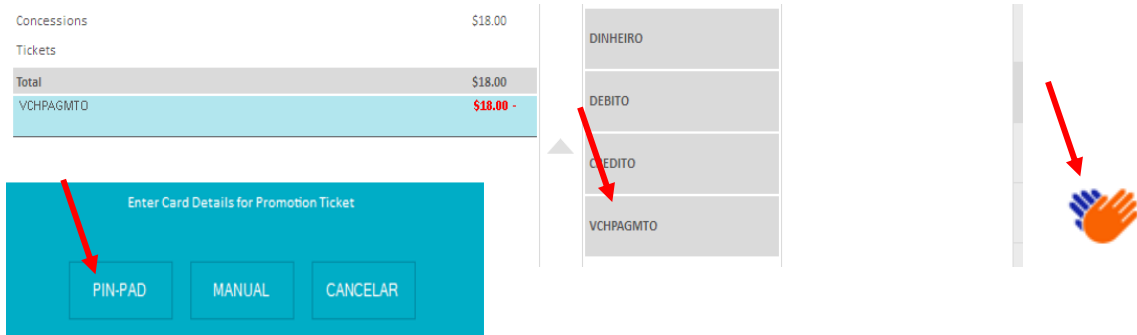 Concessions $18.00
Tickets
Total $18.00
VCHPAGMTO $18.00 -
Enter Card Details for Promotion Ticket
PIN-PAD MANUAL CANCELAR
DINHEIRO
DEBITO
CREDITO
VCHPAGMTO